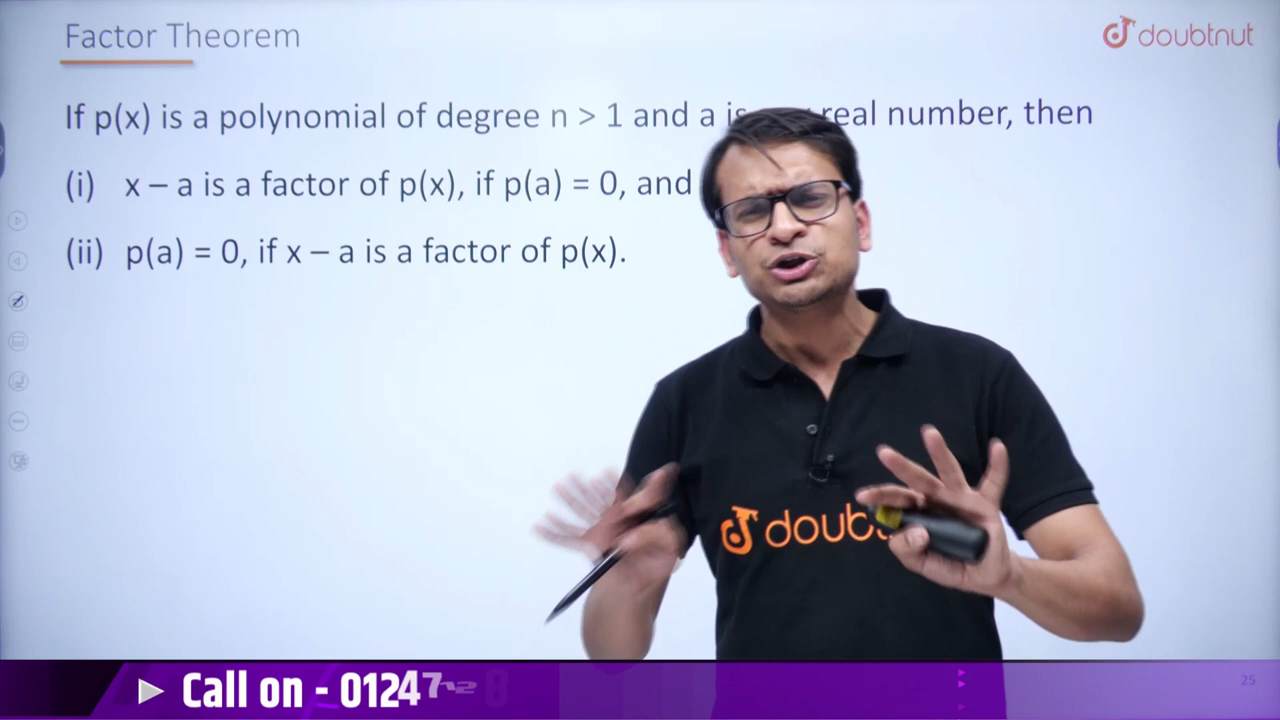 Factor Theorem
doubtnut
If p(x) is a polynomial of degree n > 1 and a is real number, then
(i) x – a is a factor of p(x), if p(a) = 0, and
(ii) p(a) = 0, if x – a is a factor of p(x).
doub
Call on - 0124
25